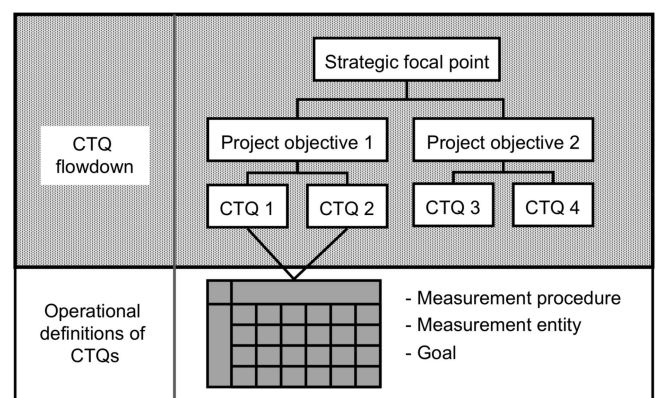 Strategic focal point
CTQ
flowdown
Project objective 1
Project objective 2
CTQ 1
CTQ 2
CTQ 3
CTQ 4
Operational
definitions of
CTQs
- Measurement procedure
- Measurement entity
- Goal